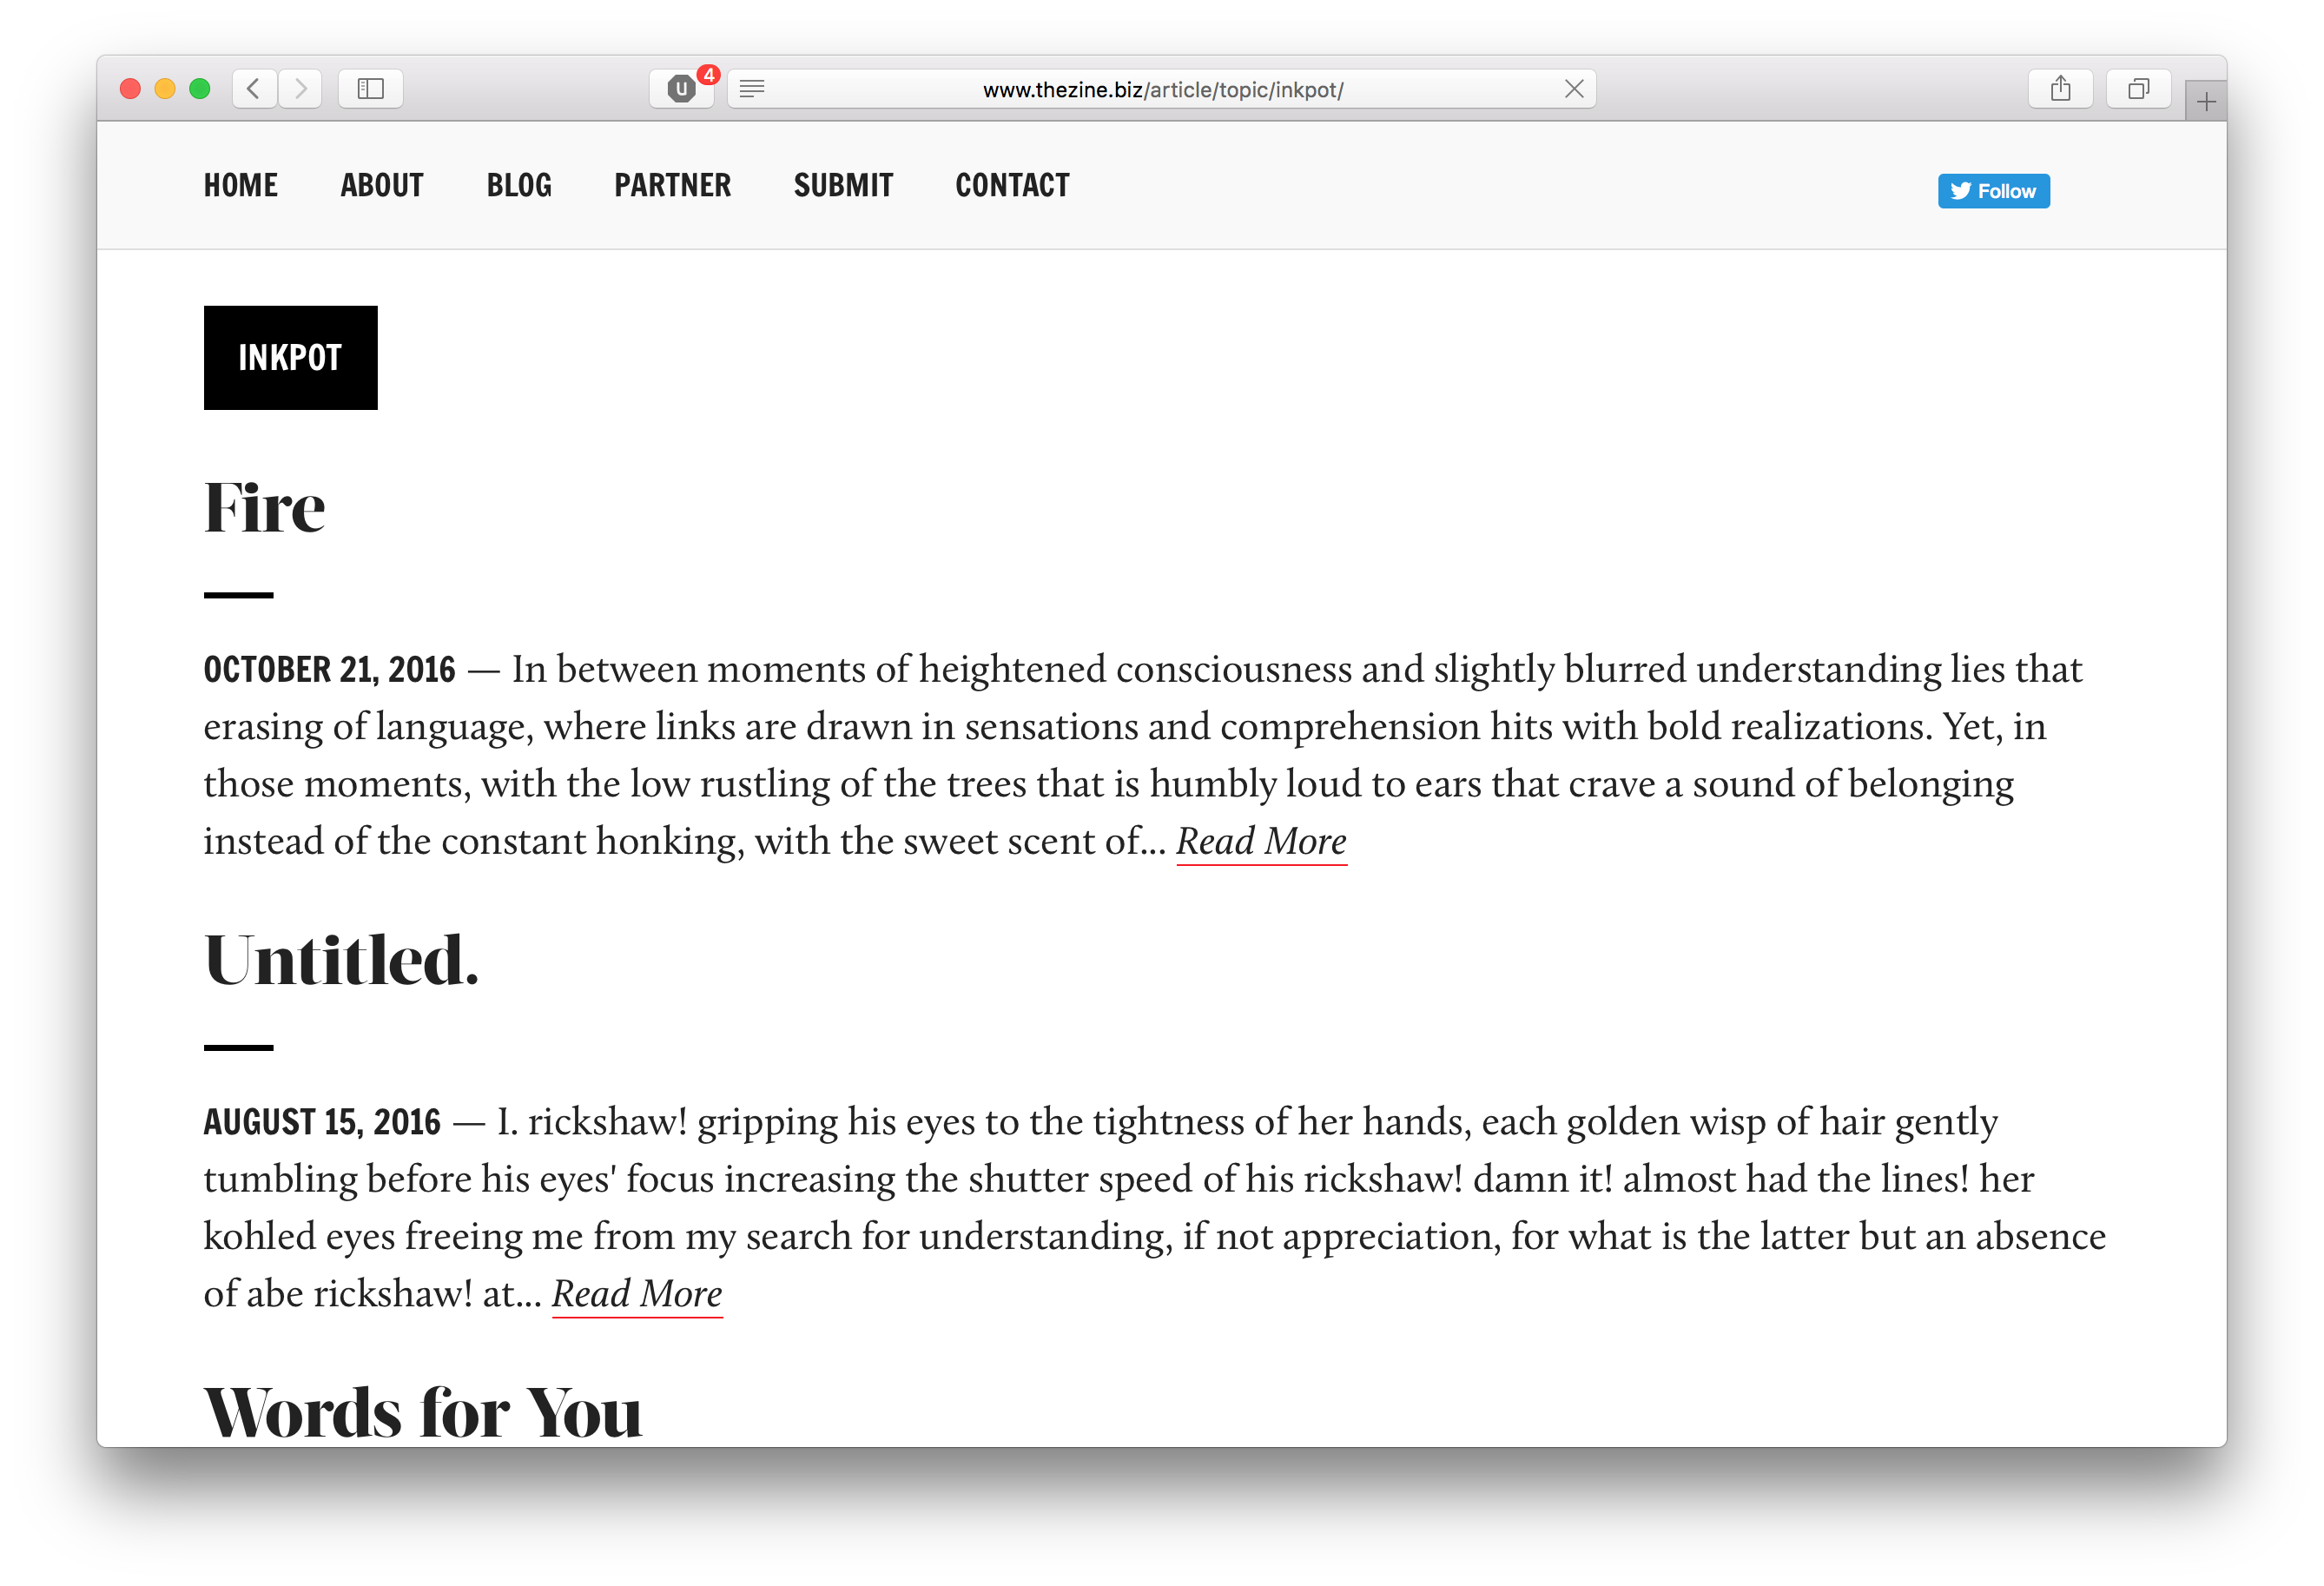 U 4 www.thezine.biz/article/topic/inkpot/
HOME ABOUT BLOG PARTNER SUBMIT CONTACT Follow
INKPOT
Fire
OCTOBER 21, 2016 — In between moments of heightened consciousness and slightly blurred understanding lies that
erasing of language, where links are drawn in sensations and comprehension hits with bold realizations. Yet, in
those moments, with the low rustling of the trees that is humbly loud to ears that crave a sound of belonging
instead of the constant honking, with the sweet scent of... Read More
Untitled.
AUGUST 15, 2016 — I. rickshaw! gripping his eyes to the tightness of her hands, each golden wisp of hair gently
tumbling before his eyes' focus increasing the shutter speed of his rickshaw! damn it! almost had the lines! her
kohled eyes freeing me from my search for understanding, if not appreciation, for what is the latter but an absence
of abe rickshaw! at... Read More
Words for You